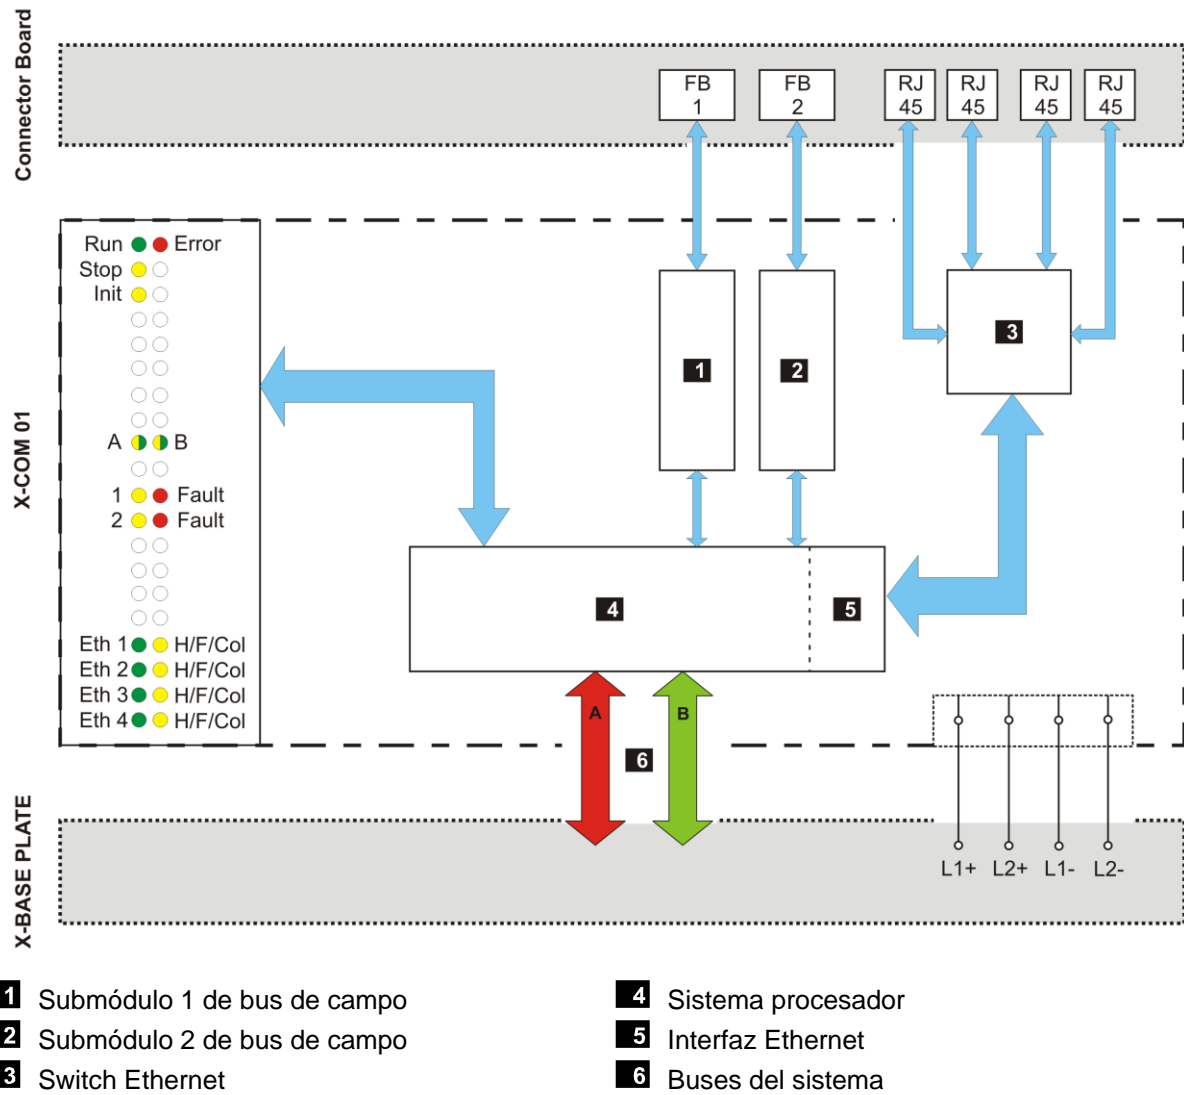 Connector Board
FB 1
FB 2
RJ 45
RJ 45
RJ 45
RJ 45
X-COM 01
Run Error
Stop
Init
A B
1 Fault
2 Fault
Eth 1 H/F/Col
Eth 2 H/F/Col
Eth 3 H/F/Col
Eth 4 H/F/Col
1
2
3
4
5
A
B
6
X-BASE PLATE
L1+ L2+ L1- L2-
1 Submódulo 1 de bus de campo
2 Submódulo 2 de bus de campo
3 Switch Ethernet
4 Sistema procesador
5 Interfaz Ethernet
6 Buses del sistema